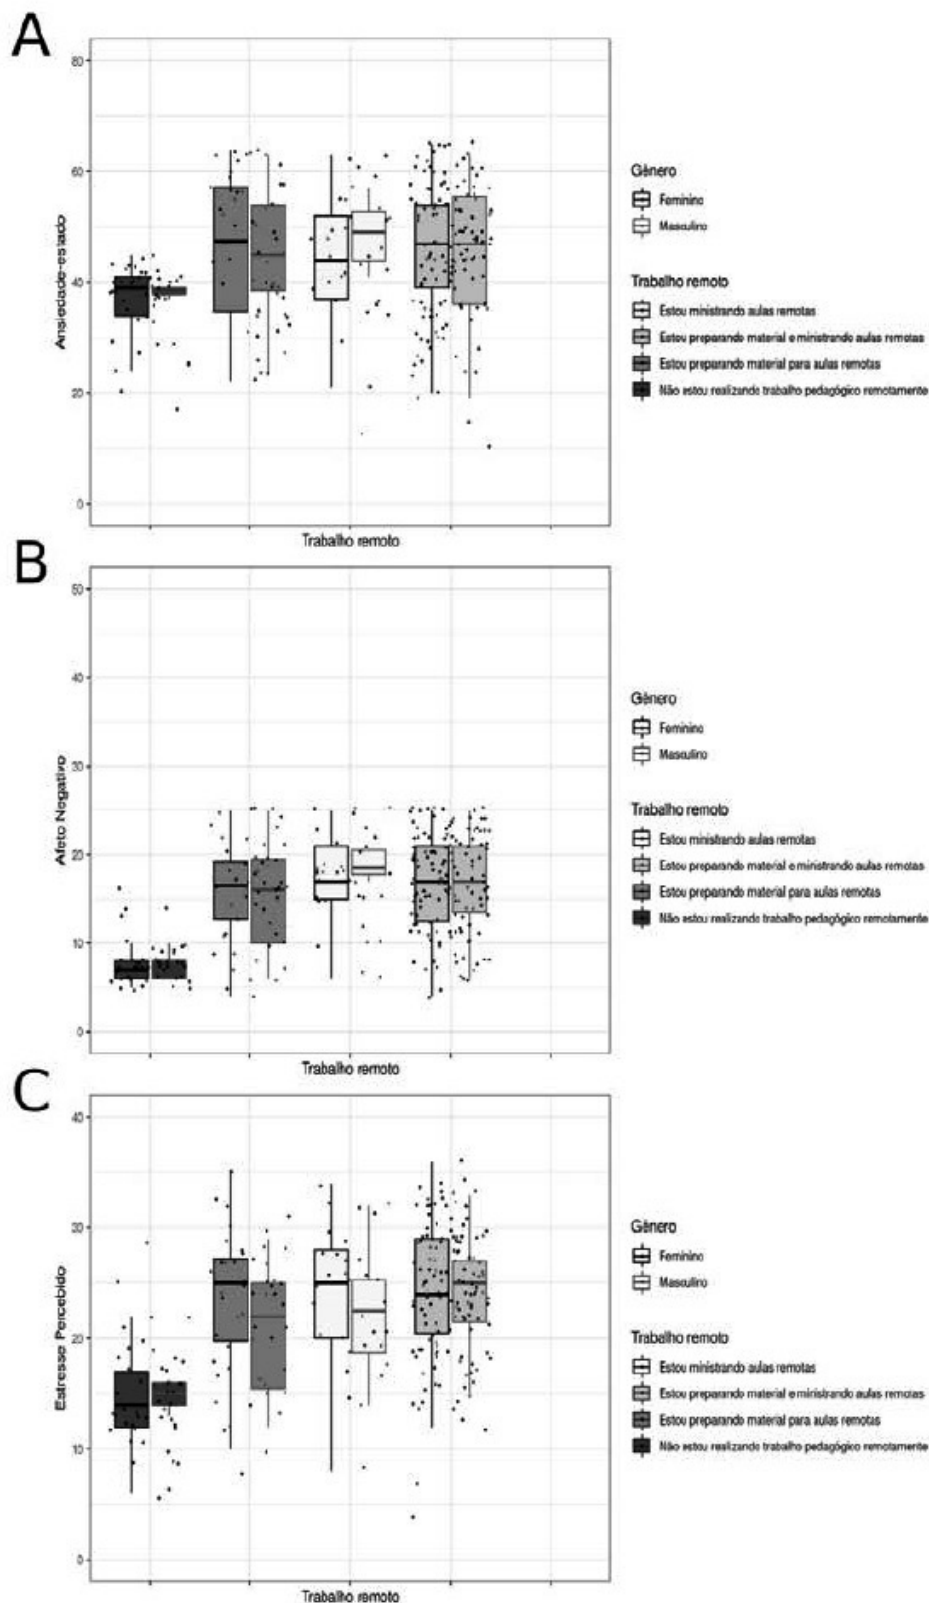 A
80
60
40
20
0
Ansiedade-estado
Trabalho remoto
Gênero
Feminino
Masculino
Trabalho remoto
Estou ministrando aulas remotas
Estou preparando material e ministrando aulas remotas
Estou preparando material para aulas remotas
Não estou realizando trabalho pedagógico remotamente
B
50
40
30
20
10
0
Afeto Negativo
Trabalho remoto
Gênero
Feminino
Masculino
Trabalho remoto
Estou ministrando aulas remotas
Estou preparando material e ministrando aulas remotas
Estou preparando material para aulas remotas
Não estou realizando trabalho pedagógico remotamente
C
40
30
20
10
0
Estresse Percebido
Trabalho remoto
Gênero
Feminino
Masculino
Trabalho remoto
Estou ministrando aulas remotas
Estou preparando material e ministrando aulas remotas
Estou preparando material para aulas remotas
Não estou realizando trabalho pedagógico remotamente